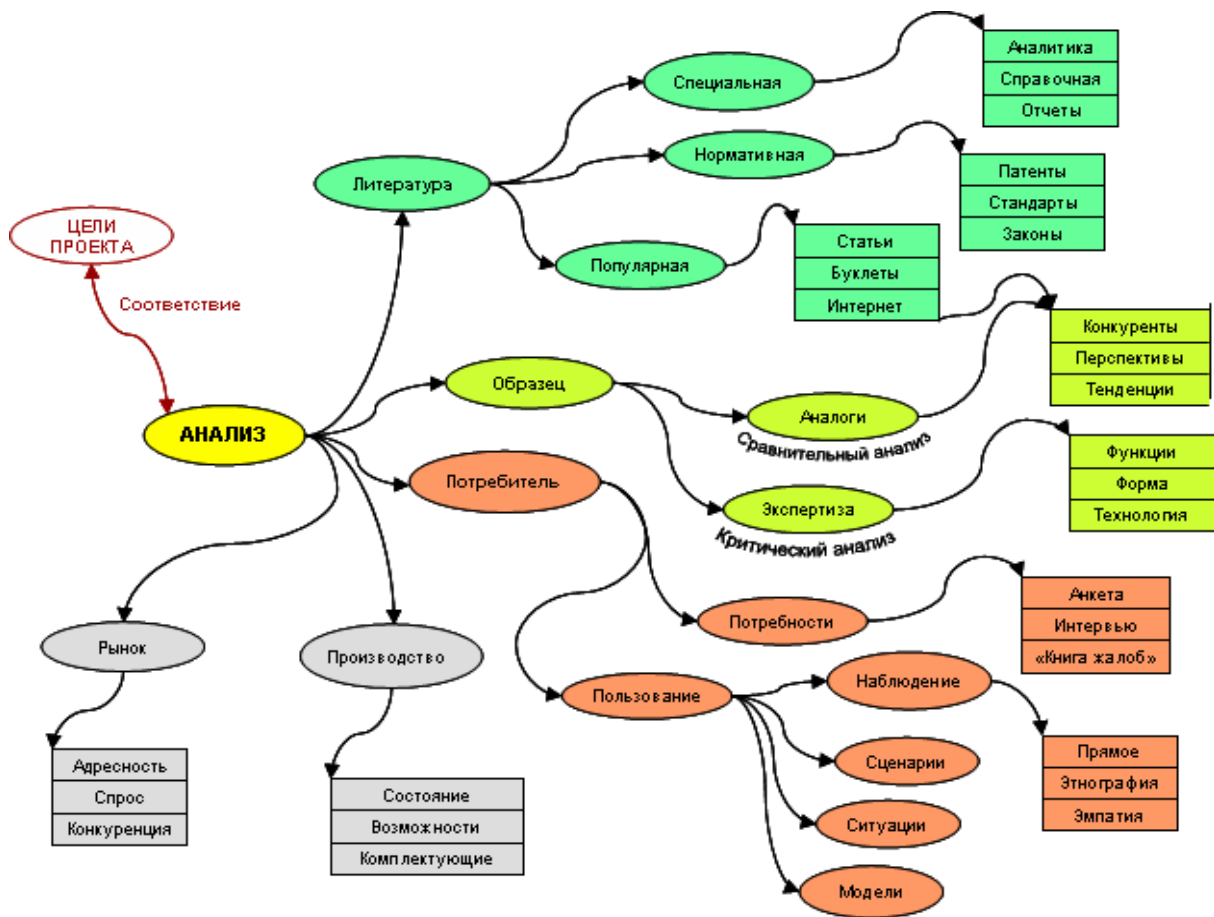 Специальная
Аналитика
Справочная
Отчеты
Нормативная
Патенты
Стандарты
Законы
Литература
Популярная
Статьи
Буклеты
Интернет
ЦЕЛИ
ПРОЕКТА
Соответствие
Конкуренты
Перспективы
Тенденции
Образец
Аналоги
Сравнительный анализ
АНАЛИЗ
Потребитель
Экспертиза
Критический анализ
Функции
Форма
Технология
Потребности
Анкета
Интервью
«Книга жалоб»
Рынок
Производство
Пользование
Наблюдение
Прямое
Этнография
Эмпатия
Сценарии
Ситуации
Модели
Адресность
Спрос
Конкуренция
Состояние
Возможности
Комплектующие